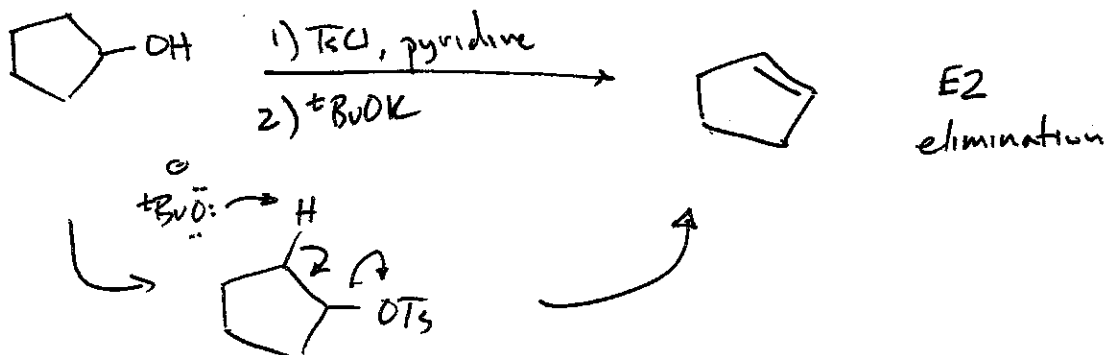 OH
1) TsCl, pyridine
2) ᵗBuOK
E2
elimination
⊖
ᵗBuO:
H
OTs